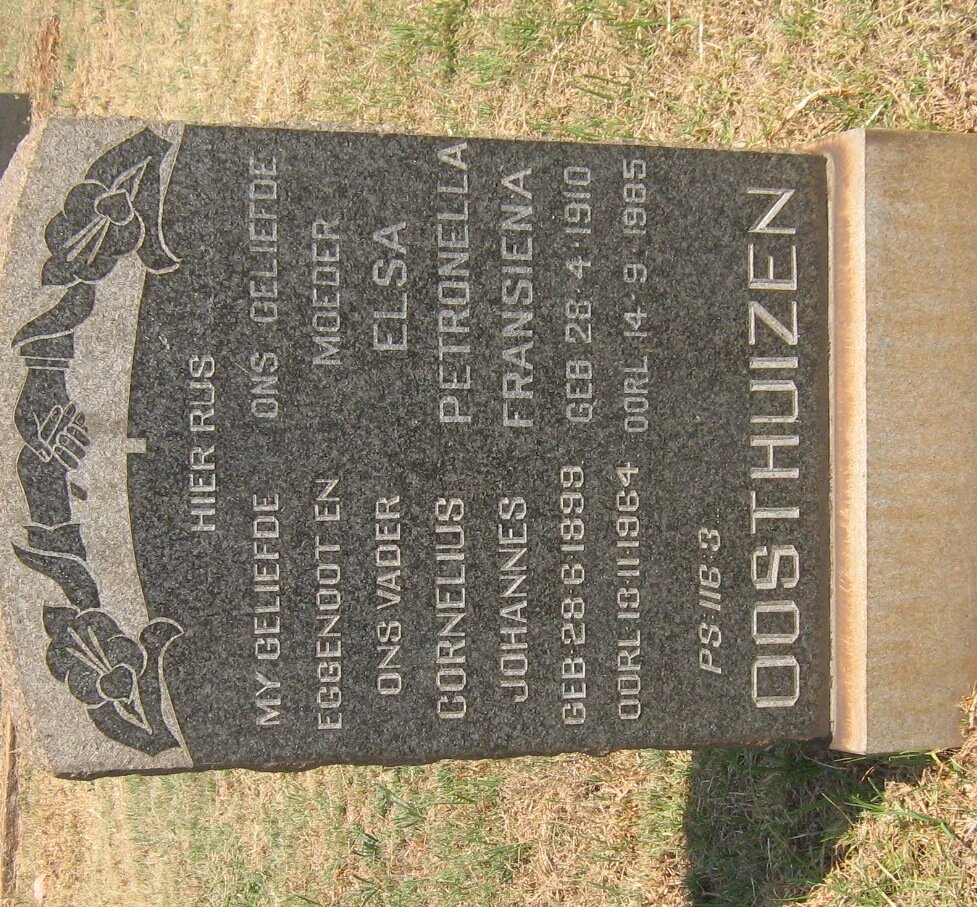 HIER RUS
MY GELIEFDE
EGGENOOT EN
ONS VADER
CORNELIUS
JOHANNES
GEB·28·6·1899
OORL 13·11·1964
ONS GELIEFDE
MOEDER
ELSA
PETRONELLA
FRANSIENA
GEB 28·4·1910
OORL 14·9·1985
PS·116:3
OOSTHUIZEN